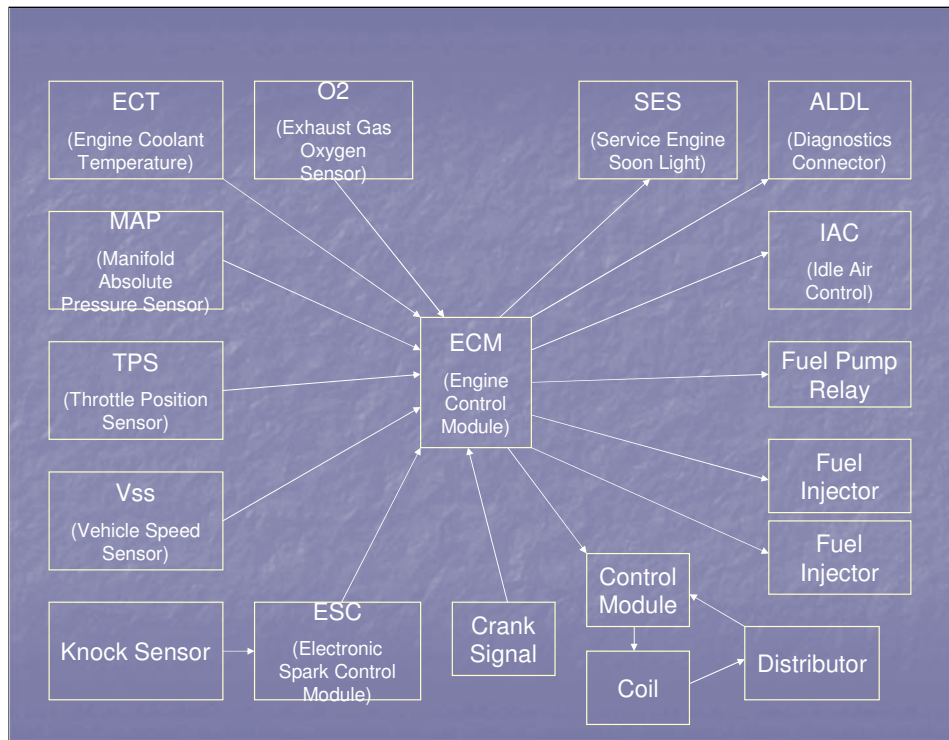 ECT
(Engine Coolant
Temperature)
O2
(Exhaust Gas
Oxygen
Sensor)
SES
(Service Engine
Soon Light)
ALDL
(Diagnostics
Connector)
MAP
(Manifold
Absolute
Pressure Sensor)
IAC
(Idle Air
Control)
ECM
(Engine
Control
Module)
TPS
(Throttle Position
Sensor)
Fuel Pump
Relay
Vss
(Vehicle Speed
Sensor)
Fuel
Injector
Fuel
Injector
Knock Sensor
ESC
(Electronic
Spark Control
Module)
Crank
Signal
Control
Module
Coil
Distributor